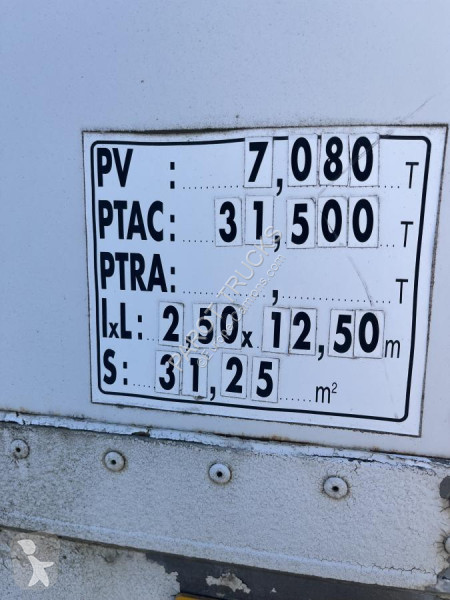 PV : 7,080 T
PTAC: 31,500 T
PTRA: , T
lxL: 2,50 x 12,50 m
S: 31,25 m²